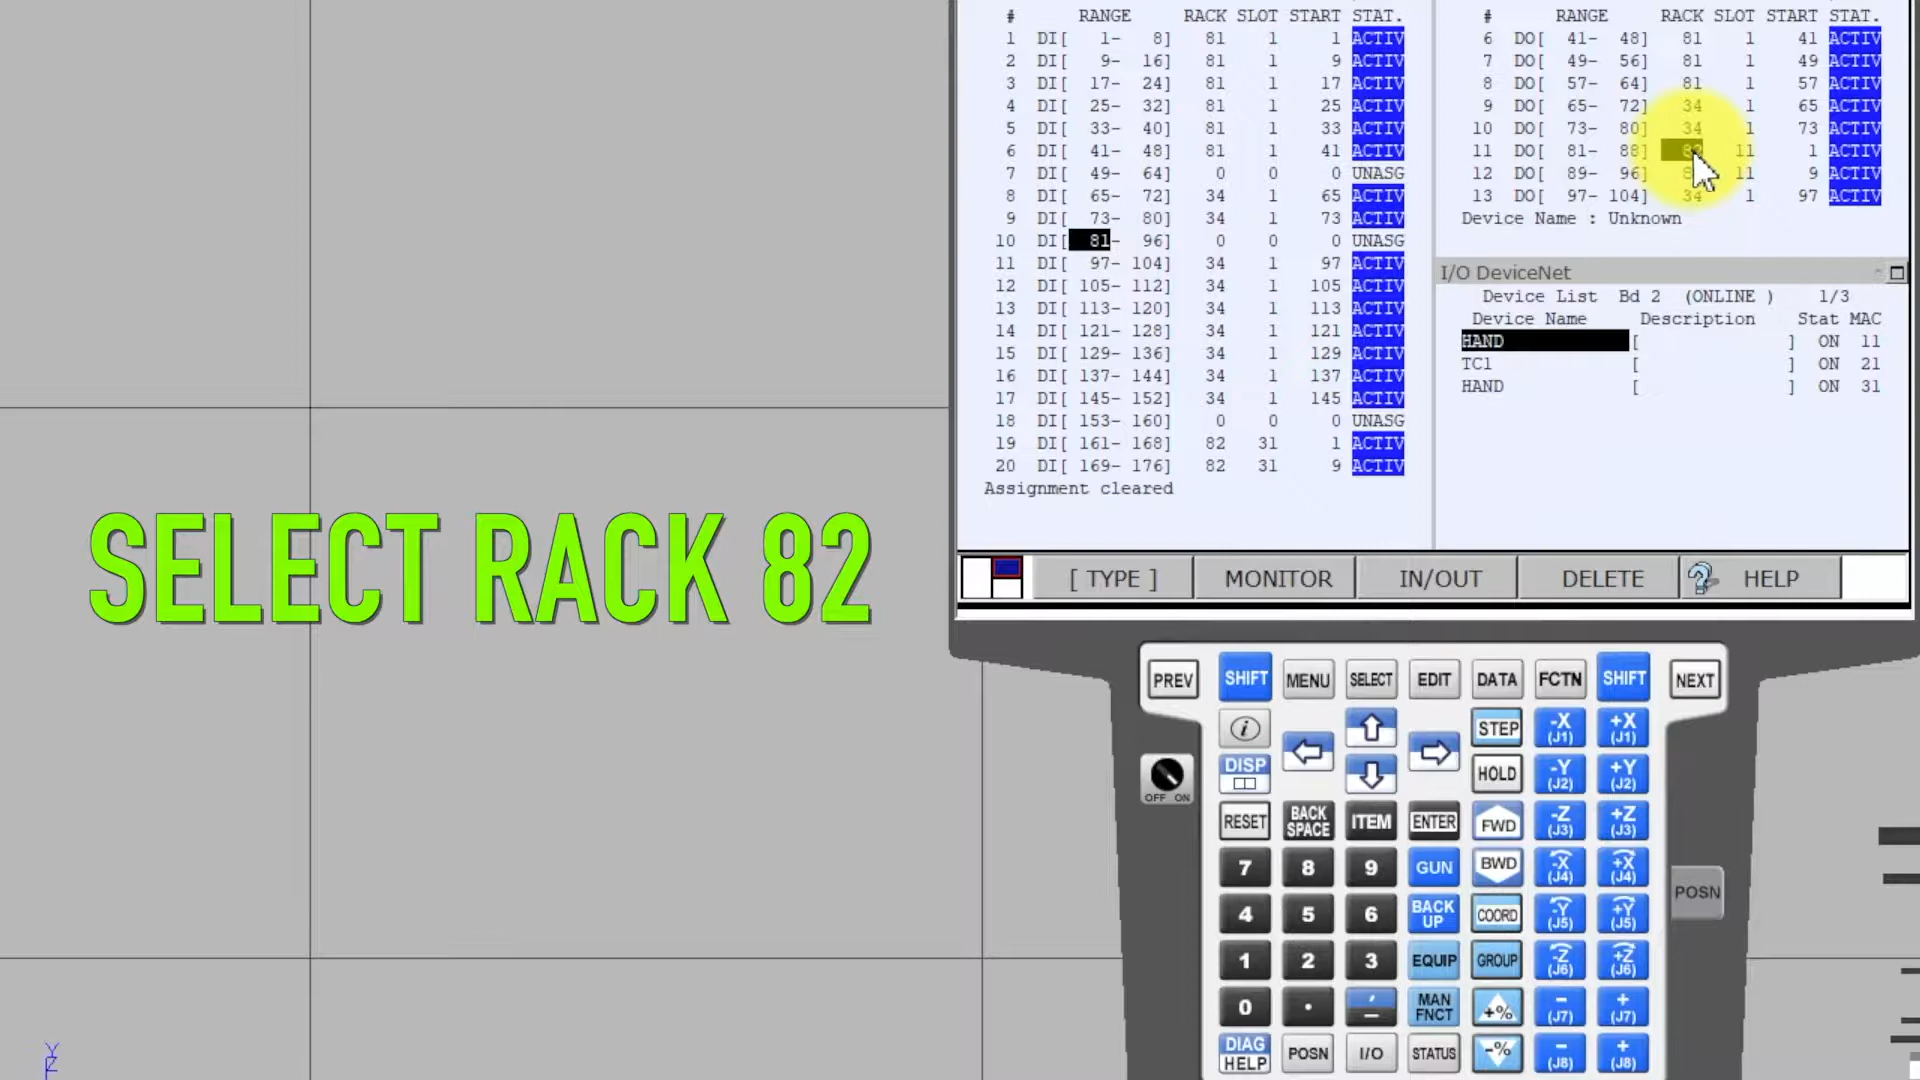 SELECT RACK 82
# RANGE RACK SLOT START STAT.
1 DI[ 1- 8] 81 1 1 ACTIV
2 DI[ 9- 16] 81 1 9 ACTIV
3 DI[ 17- 24] 81 1 17 ACTIV
4 DI[ 25- 32] 81 1 25 ACTIV
5 DI[ 33- 40] 81 1 33 ACTIV
6 DI[ 41- 48] 81 1 41 ACTIV
7 DI[ 49- 64] 0 0 0 UNASG
8 DI[ 65- 72] 34 1 65 ACTIV
9 DI[ 73- 80] 34 1 73 ACTIV
10 DI[ 81- 96] 0 0 0 UNASG
11 DI[ 97- 104] 34 1 97 ACTIV
12 DI[ 105- 112] 34 1 105 ACTIV
13 DI[ 113- 120] 34 1 113 ACTIV
14 DI[ 121- 128] 34 1 121 ACTIV
15 DI[ 129- 136] 34 1 129 ACTIV
16 DI[ 137- 144] 34 1 137 ACTIV
17 DI[ 145- 152] 34 1 145 ACTIV
18 DI[ 153- 160] 0 0 0 UNASG
19 DI[ 161- 168] 82 31 1 ACTIV
20 DI[ 169- 176] 82 31 9 ACTIV
Assignment cleared
# RANGE RACK SLOT START STAT.
6 DO[ 41- 48] 81 1 41 ACTIV
7 DO[ 49- 56] 81 1 49 ACTIV
8 DO[ 57- 64] 81 1 57 ACTIV
9 DO[ 65- 72] 34 1 65 ACTIV
10 DO[ 73- 80] 34 1 73 ACTIV
11 DO[ 81- 88] 11 1 ACTIV
12 DO[ 89- 96] 11 9 ACTIV
13 DO[ 97- 104] 34 1 97 ACTIV
Device Name : Unknown
I/O DeviceNet
Device List Bd 2 (ONLINE ) 1/3
Device Name Description Stat MAC
HAND [ ] ON 11
TC1 [ ] ON 21
HAND [ ] ON 31
[ TYPE ] MONITOR IN/OUT DELETE HELP
PREV SHIFT MENU SELECT EDIT DATA FCTN SHIFT NEXT
i STEP -X (J1) +X (J1)
DISP HOLD -Y (J2) +Y (J2)
OFF ON
RESET BACK SPACE ITEM ENTER FWD -Z (J3) +Z (J3)
7 8 9 GUN BWD -X (J4) +X (J4)
POSN
4 5 6 BACK UP COORD -Y (J5) +Y (J5)
1 2 3 EQUIP GROUP -Z (J6) +Z (J6)
0 . ' _ MAN FNCT +% - (J7) + (J7)
DIAG HELP POSN I/O STATUS -% - (J8) + (J8)
Y
Z